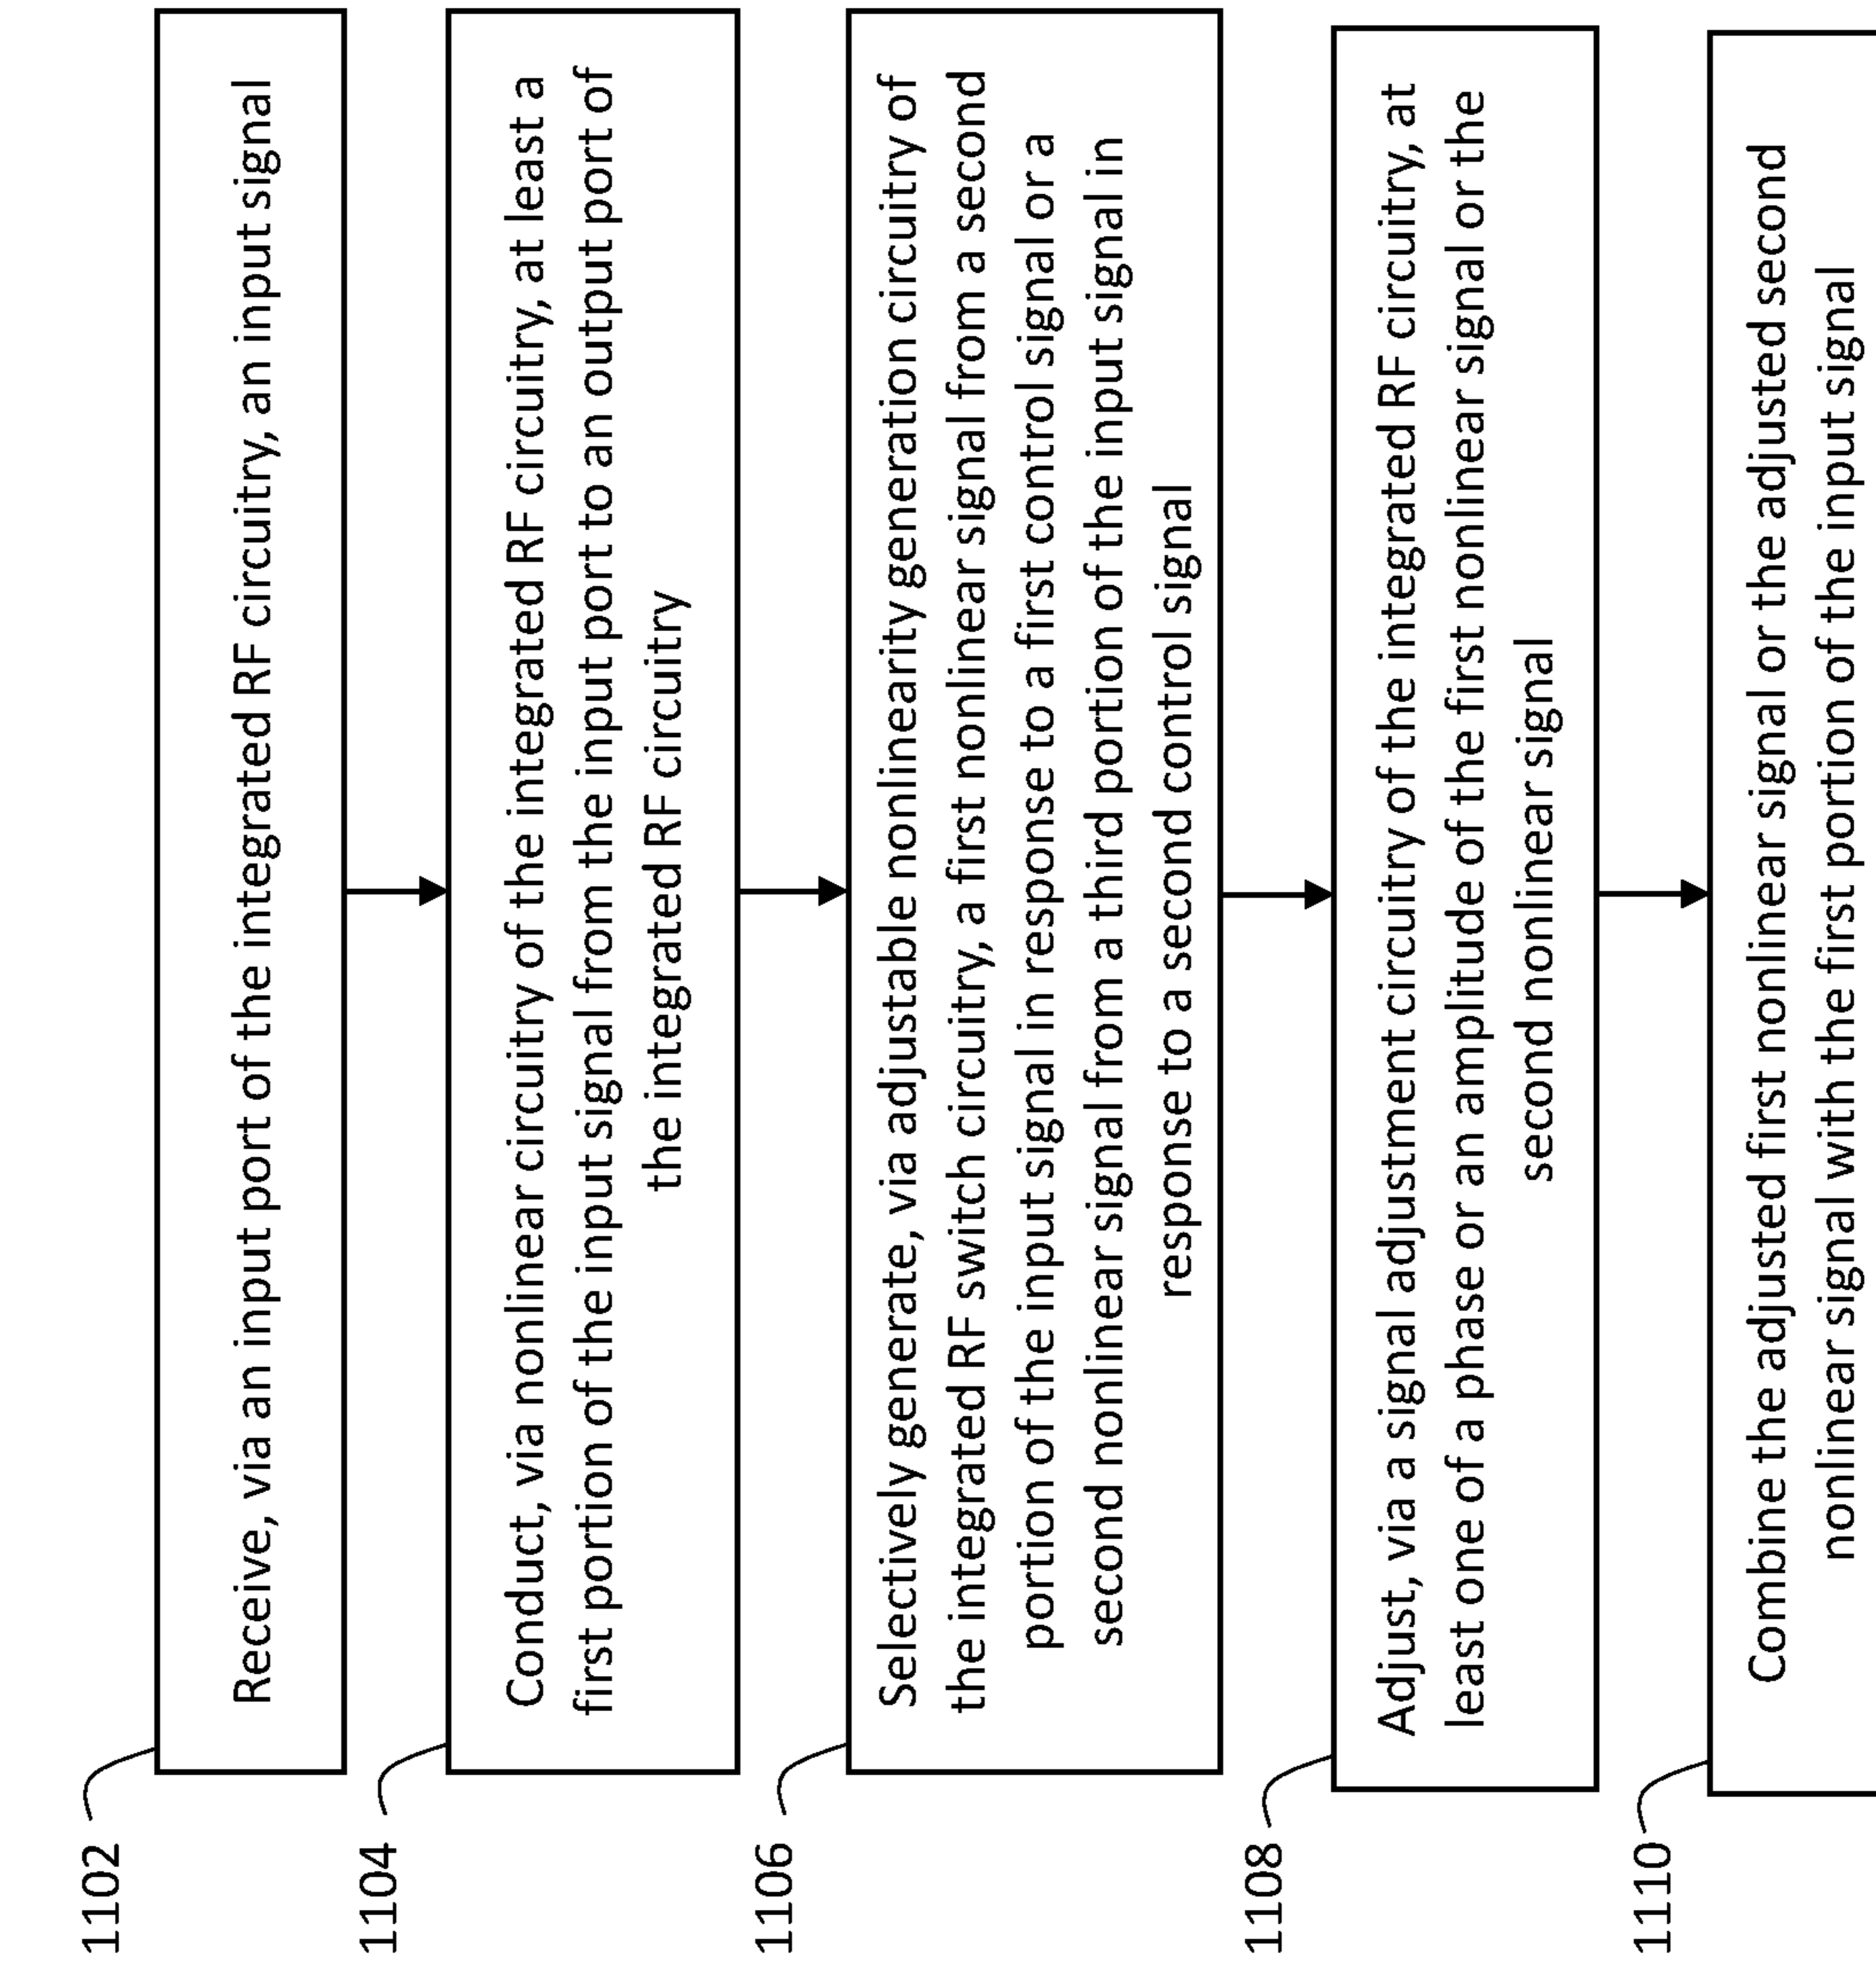 1102
Receive, via an input port of the integrated RF circuitry, an input signal
1104
Conduct, via nonlinear circuitry of the integrated RF circuitry, at least a
first portion of the input signal from the input port to an output port of
the integrated RF circuitry
1106
Selectively generate, via adjustable nonlinearity generation circuitry of
the integrated RF switch circuitry, a first nonlinear signal from a second
portion of the input signal in response to a first control signal or a
second nonlinear signal from a third portion of the input signal in
response to a second control signal
1108
Adjust, via a signal adjustment circuitry of the integrated RF circuitry, at
least one of a phase or an amplitude of the first nonlinear signal or the
second nonlinear signal
1110
Combine the adjusted first nonlinear signal or the adjusted second
nonlinear signal with the first portion of the input signal